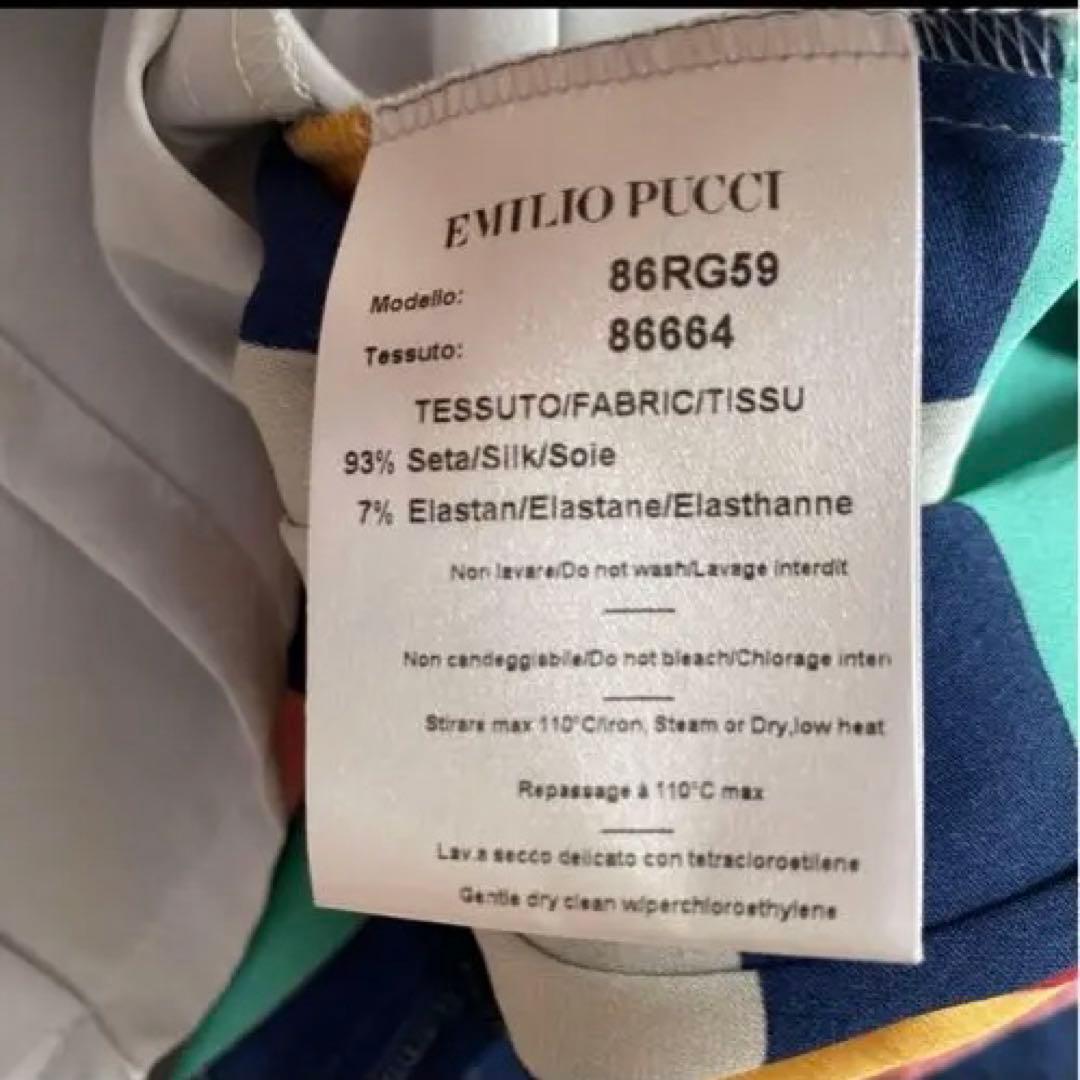 EMILIO PUCCI
Modello: 86RG59
Tessuto: 86664
TESSUTO/FABRIC/TISSU
93% Seta/Silk/Soie
7% Elastan/Elastane/Elasthanne
Non lavare/Do not wash/Lavage interdit
Non candeggiabile/Do not bleach/Chlorage inter
Stirare max 110°C/Iron, Steam or Dry,low heat
Repassage à 110°C max
Lav.a secco delicato con tetracloroetilene
Gentle dry clean w/perchloroethylene